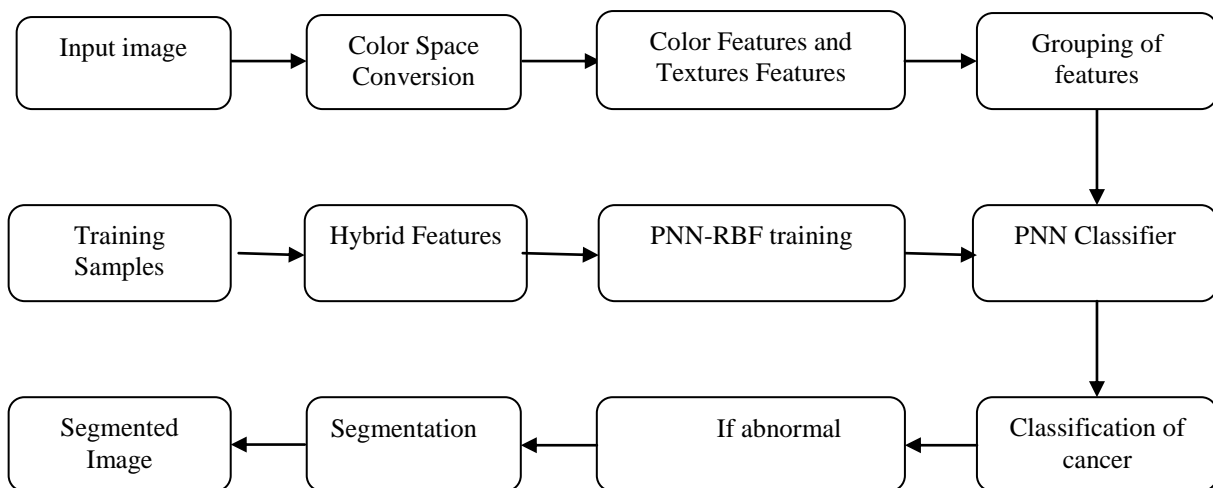 Input image
Color Space
Conversion
Color Features and
Textures Features
Grouping of
features
Training
Samples
Hybrid Features
PNN-RBF training
PNN Classifier
Segmented
Image
Segmentation
If abnormal
Classification of
cancer